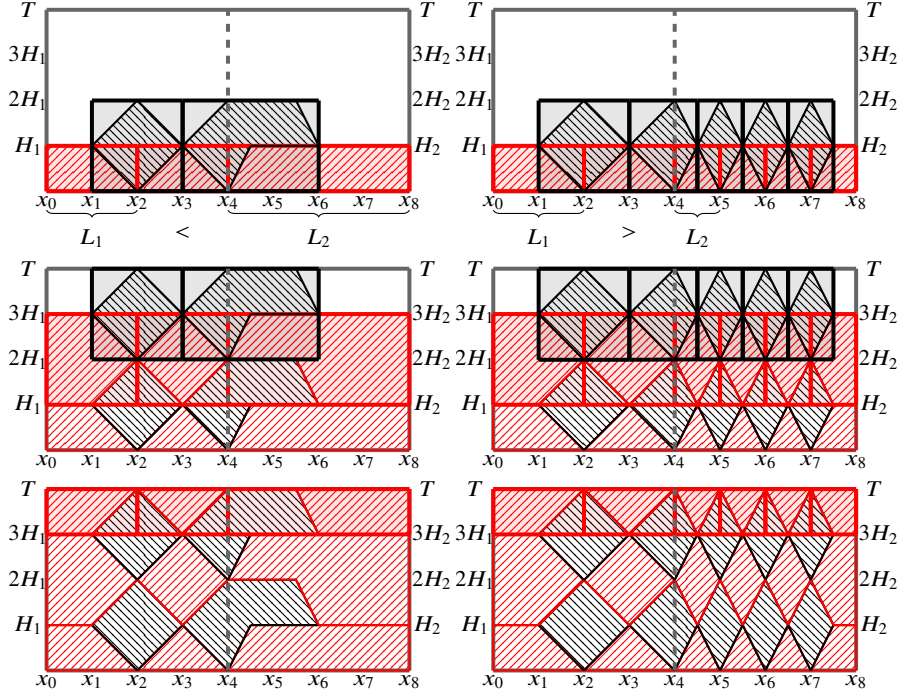 T T T T
3H₁ 3H₂ 3H₁ 3H₂
2H₁ 2H₂ 2H₁ 2H₂
H₁ H₂ H₁ H₂
x₀ x₁ x₂ x₃ x₄ x₅ x₆ x₇ x₈ x₀ x₁ x₂ x₃ x₄ x₅ x₆ x₇ x₈
L₁ < L₂ L₁ > L₂
T T T T
3H₁ 3H₂ 3H₁ 3H₂
2H₁ 2H₂ 2H₁ 2H₂
H₁ H₂ H₁ H₂
x₀ x₁ x₂ x₃ x₄ x₅ x₆ x₇ x₈ x₀ x₁ x₂ x₃ x₄ x₅ x₆ x₇ x₈
T T T T
3H₁ 3H₂ 3H₁ 3H₂
2H₁ 2H₂ 2H₁ 2H₂
H₁ H₂ H₁ H₂
x₀ x₁ x₂ x₃ x₄ x₅ x₆ x₇ x₈ x₀ x₁ x₂ x₃ x₄ x₅ x₆ x₇ x₈